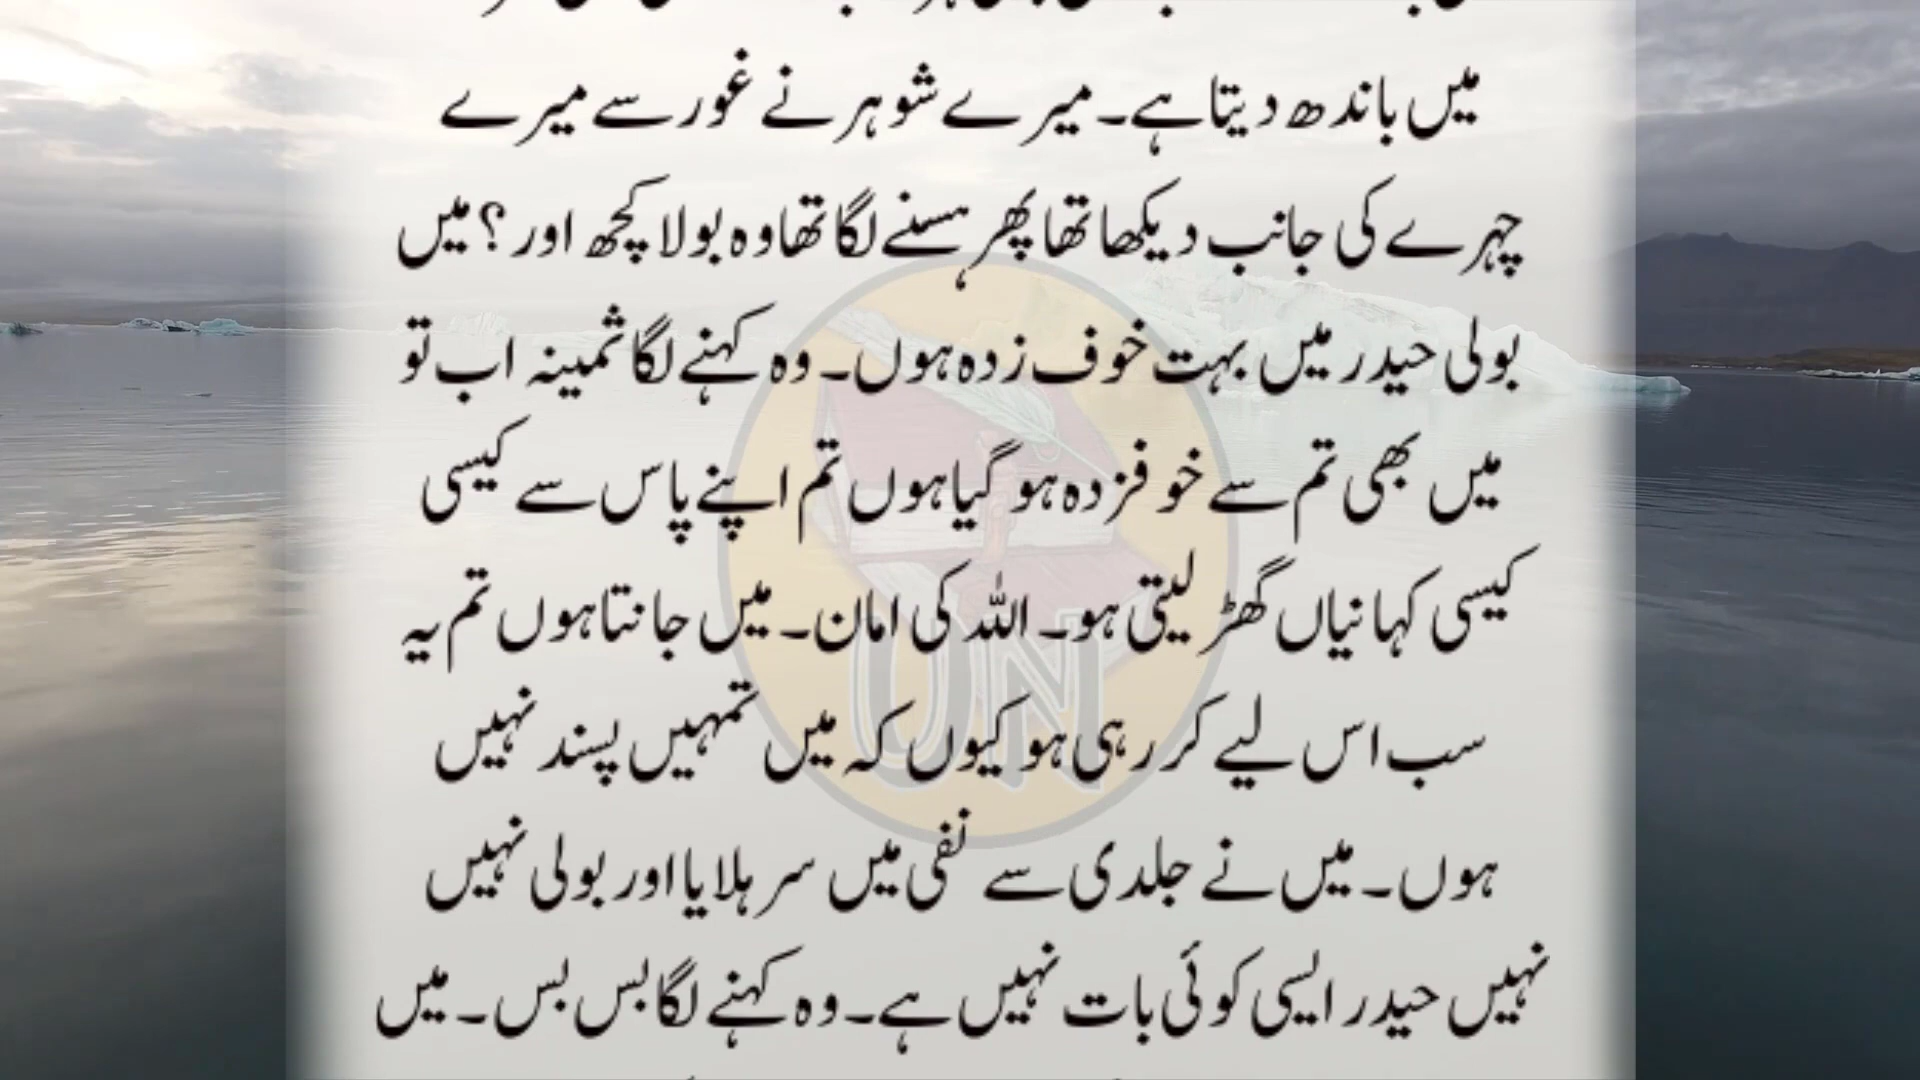 میں باندھ دیتا ہے۔ میرے شوہر نے غور سے میرے
چہرے کی جانب دیکھا تھا پھر ہسنے لگا تھا وہ بولا کچھ اور؟ میں
بولی حیدر میں بہت خوف زدہ ہوں۔ وہ کہنے لگا ثمینہ اب تو
میں بھی تم سے خوفزدہ ہو گیا ہوں تم اپنے پاس سے کیسی
کیسی کہانیاں گھڑ لیتی ہو۔ اللہ کی امان۔ میں جانتا ہوں تم یہ
سب اس لیے کر رہی ہو کیوں کہ میں تمہیں پسند نہیں
ہوں۔ میں نے جلدی سے نفی میں سر ہلایا اور بولی نہیں
نہیں حیدر ایسی کوئی بات نہیں ہے۔ وہ کہنے لگا بس بس۔ میں
UN